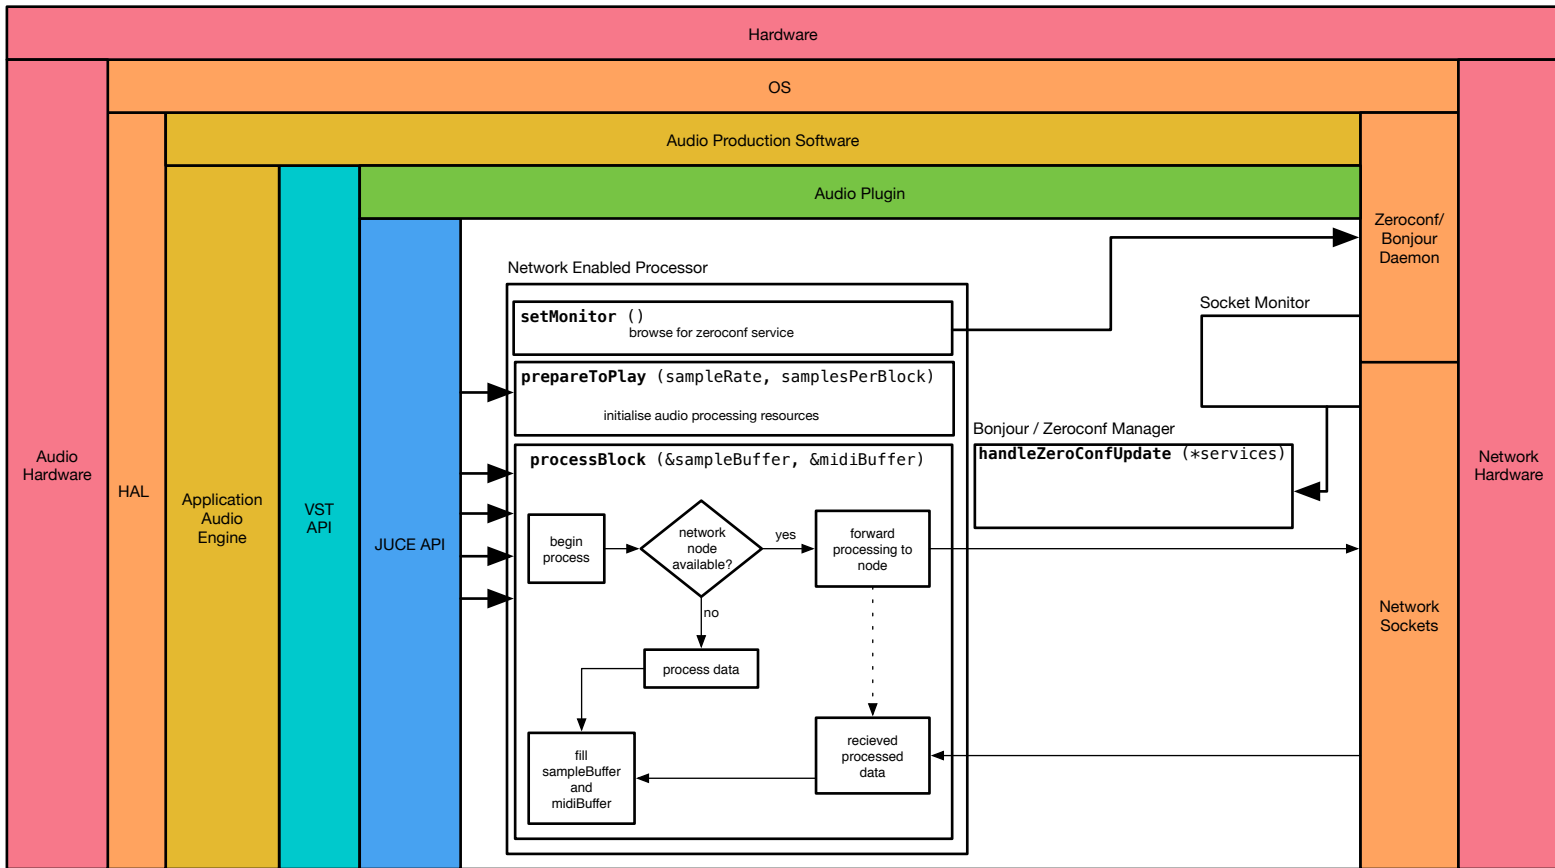 Hardware
OS
Audio Production Software
Audio Plugin
Audio
Hardware
HAL
Application
Audio
Engine
VST
API
JUCE API
Network Enabled Processor
setMonitor ()
browse for zeroconf service
prepareToPlay (sampleRate, samplesPerBlock)
initialise audio processing resources
processBlock (&sampleBuffer, &midiBuffer)
begin
process
network
node
available?
yes
forward
processing to
node
no
process data
fill
sampleBuffer
and
midiBuffer
recieved
processed
data
Bonjour / Zeroconf Manager
handleZeroConfUpdate (*services)
Socket Monitor
Zeroconf/
Bonjour
Daemon
Network
Sockets
Network
Hardware